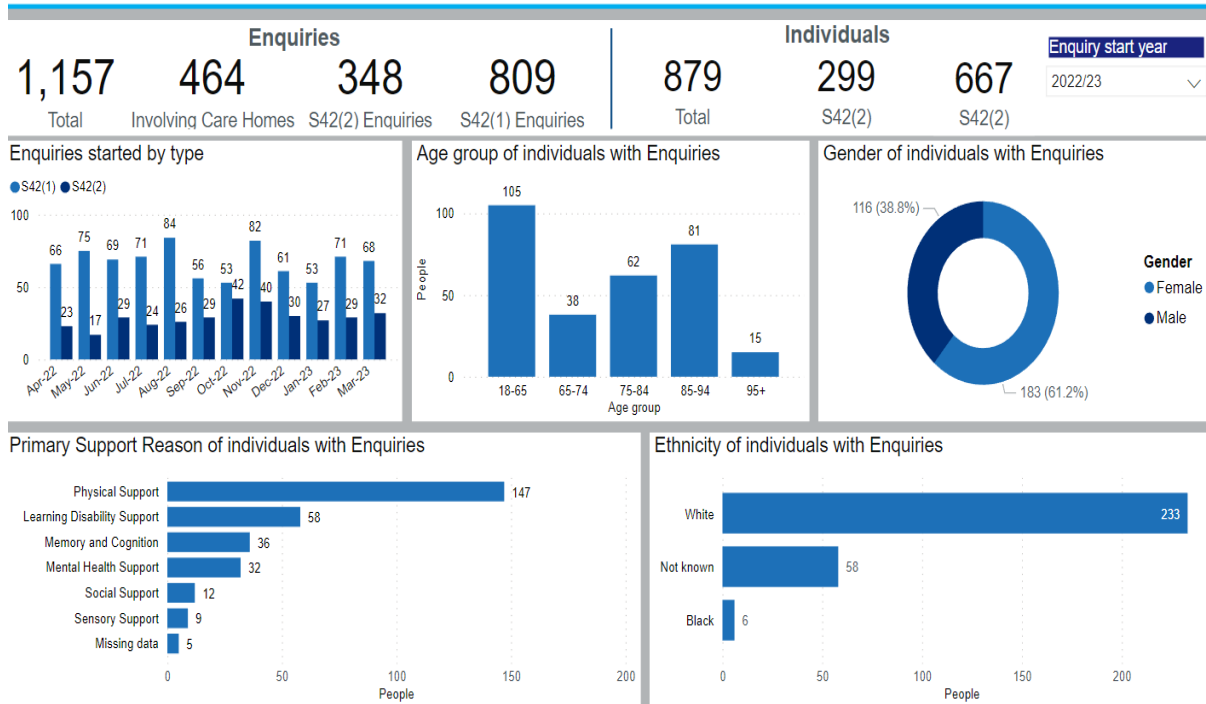 Enquiries
1,157
Total
464
Involving Care Homes
348
S42(2) Enquiries
809
S42(1) Enquiries
Individuals
879
Total
299
S42(2)
667
S42(2)
Enquiry start year
2022/23
Enquiries started by type
S42(1) S42(2)
100
50
0
66 75 69 71 84 56 53 82 61 53 71 68
23 17 29 24 26 29 42 40 30 27 29 32
Apr-22 May-22 Jun-22 Jul-22 Aug-22 Sep-22 Oct-22 Nov-22 Dec-22 Jan-23 Feb-23 Mar-23
Age group of individuals with Enquiries
People
100
50
0
105 38 62 81 15
18-65 65-74 75-84 85-94 95+
Age group
Gender of individuals with Enquiries
116 (38.8%)
183 (61.2%)
Gender
Female
Male
Primary Support Reason of individuals with Enquiries
Physical Support 147
Learning Disability Support 58
Memory and Cognition 36
Mental Health Support 32
Social Support 12
Sensory Support 9
Missing data 5
0 50 100 150 200
People
Ethnicity of individuals with Enquiries
White 233
Not known 58
Black 6
0 50 100 150 200
People